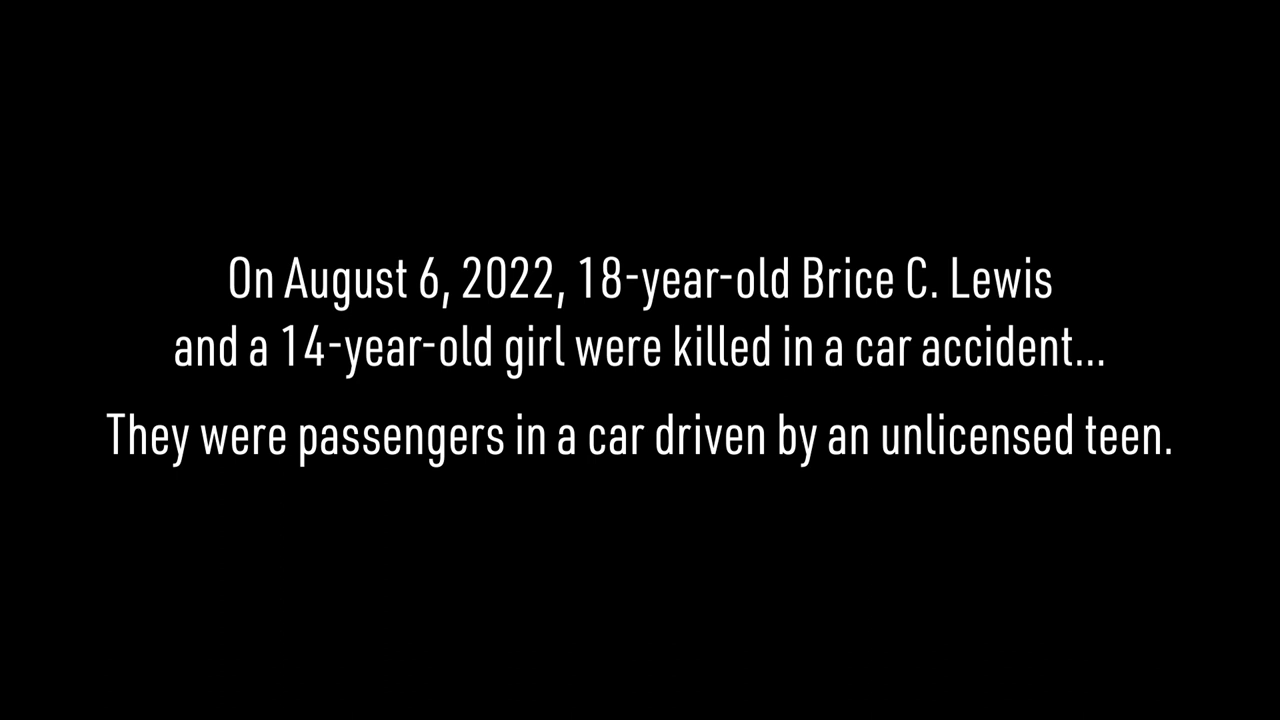 On August 6, 2022, 18-year-old Brice C. Lewis
and a 14-year-old girl were killed in a car accident...
They were passengers in a car driven by an unlicensed teen.